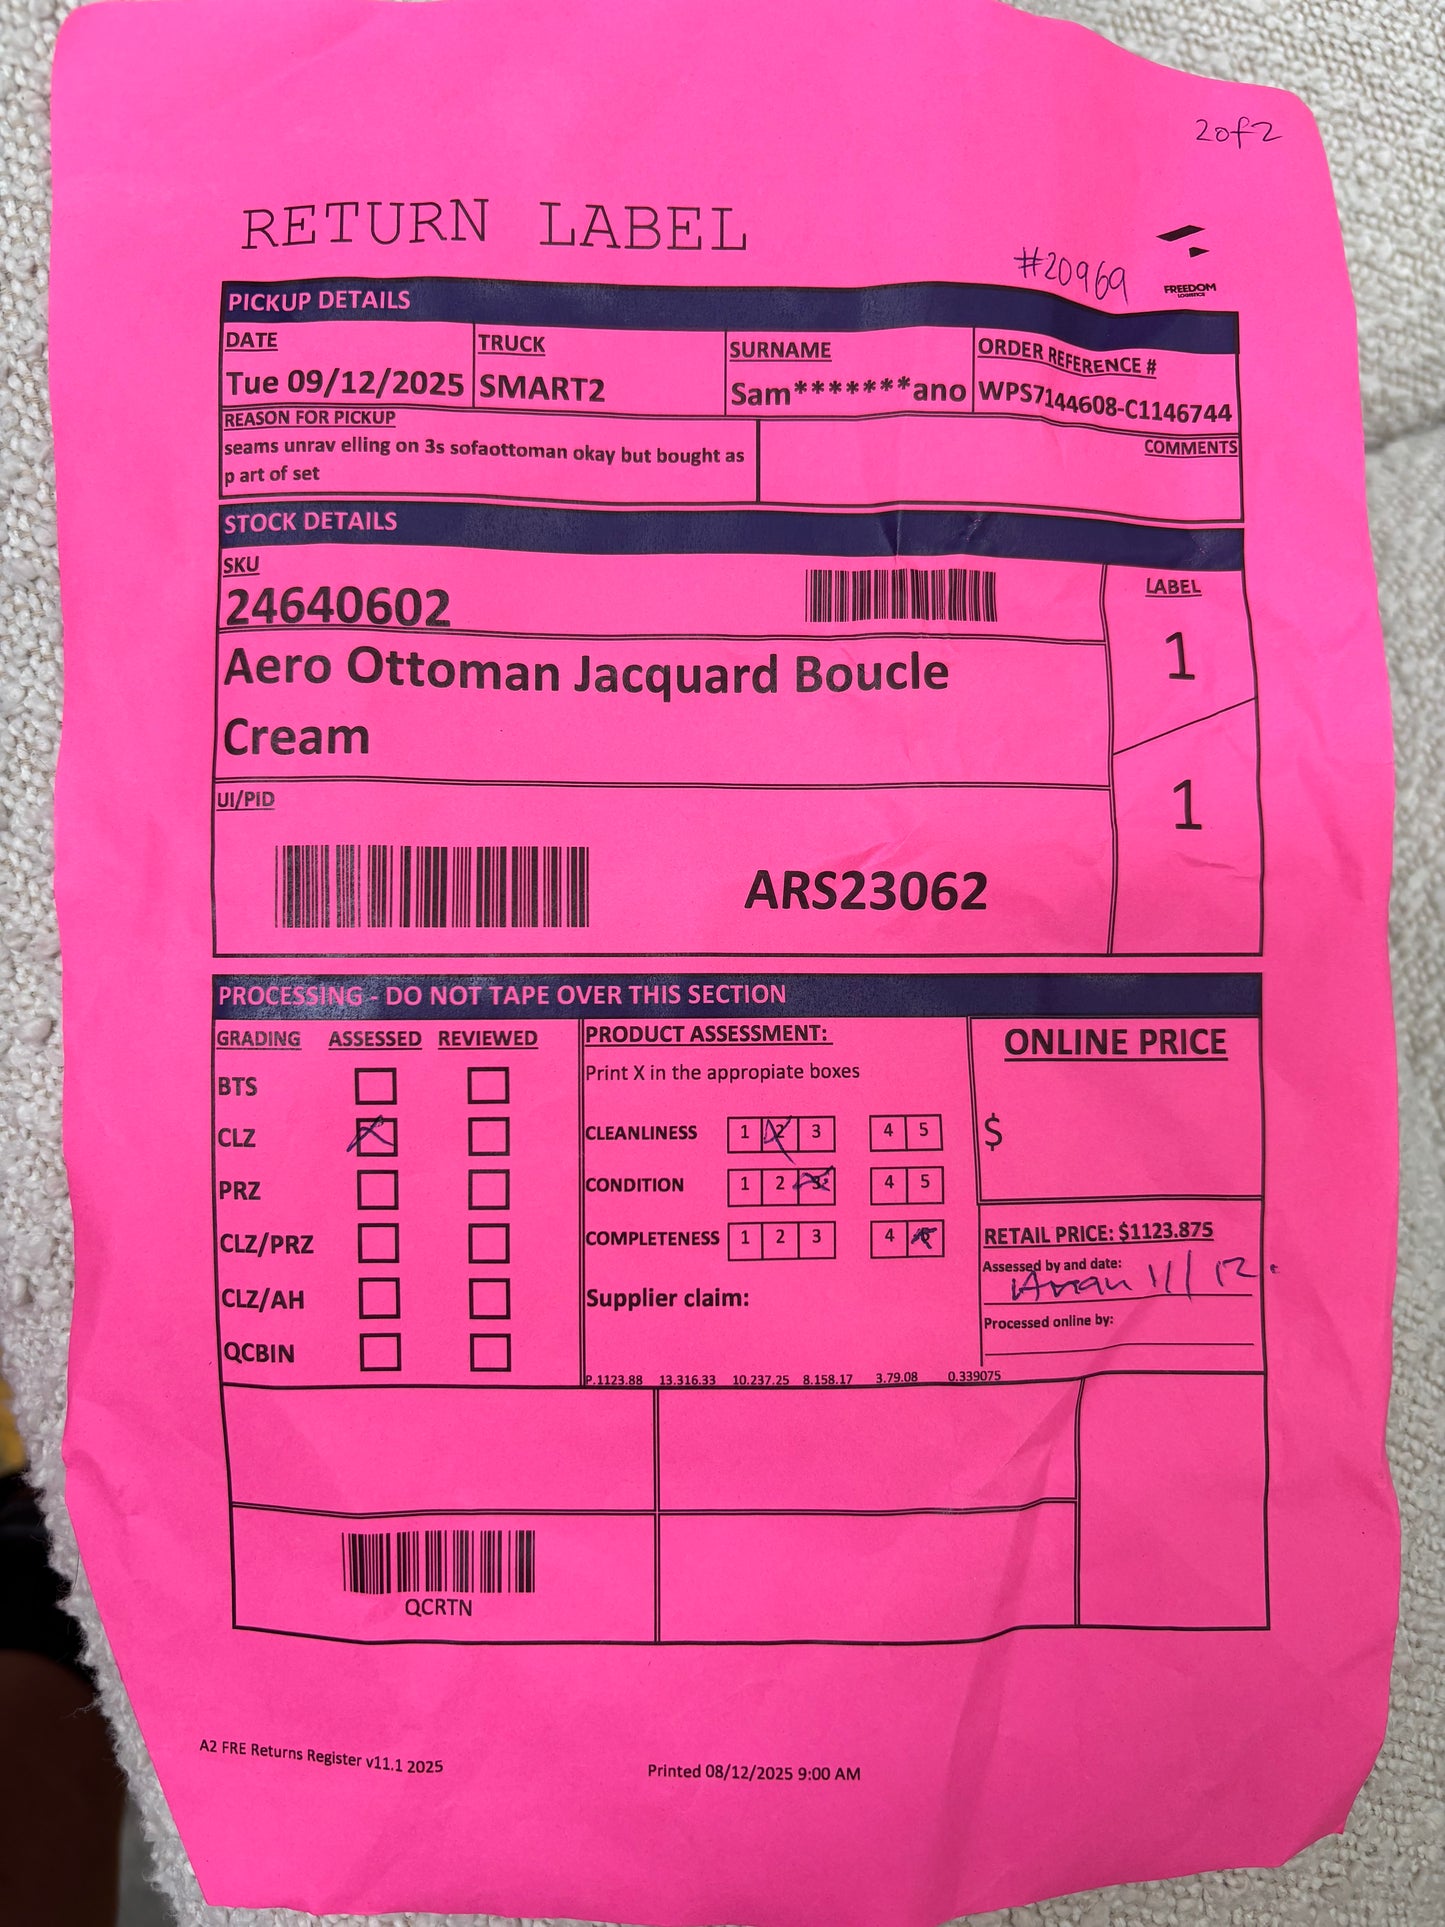 2 of 2
RETURN LABEL
#20969
FREEDOM
LOGISTICS
PICKUP DETAILS
DATE TRUCK SURNAME ORDER REFERENCE #
Tue 09/12/2025 SMART2 Sam*******ano WPS7144608-C1146744
REASON FOR PICKUP COMMENTS
seams unrav elling on 3s sofaottoman okay but bought as
p art of set
STOCK DETAILS
SKU LABEL
24640602
1
Aero Ottoman Jacquard Boucle
Cream
UI/PID
1
ARS23062
PROCESSING - DO NOT TAPE OVER THIS SECTION
GRADING ASSESSED REVIEWED
BTS
CLZ X
PRZ
CLZ/PRZ
CLZ/AH
QCBIN
PRODUCT ASSESSMENT:
Print X in the appropiate boxes
CLEANLINESS 1 2 3 4 5
CONDITION 1 2 3 4 5
COMPLETENESS 1 2 3 4 5
Supplier claim:
P.1123.88 13.316.33 10.237.25 8.158.17 3.79.08 0.339075
ONLINE PRICE
$
RETAIL PRICE: $1123.875
Assessed by and date:
11/12.
Processed online by:
QCRTN
A2 FRE Returns Register v11.1 2025
Printed 08/12/2025 9:00 AM